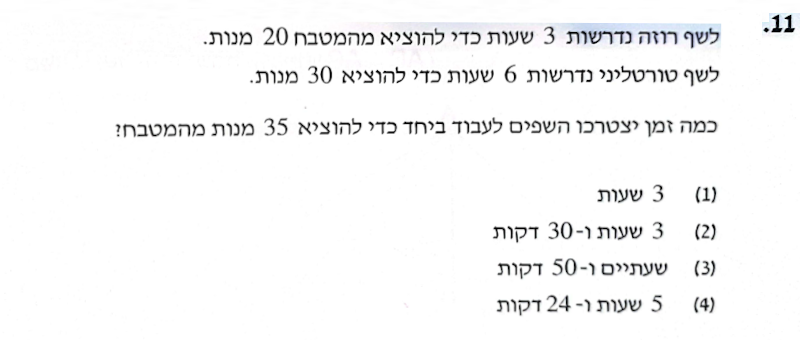 11. לשף רוזה נדרשות 3 שעות כדי להוציא מהמטבח 20 מנות.
לשף טורטליני נדרשות 6 שעות כדי להוציא 30 מנות.
כמה זמן יצטרכו השפים לעבוד ביחד כדי להוציא 35 מנות מהמטבח?
(1) 3 שעות
(2) 3 שעות ו-30 דקות
(3) שעתיים ו-50 דקות
(4) 5 שעות ו-24 דקות